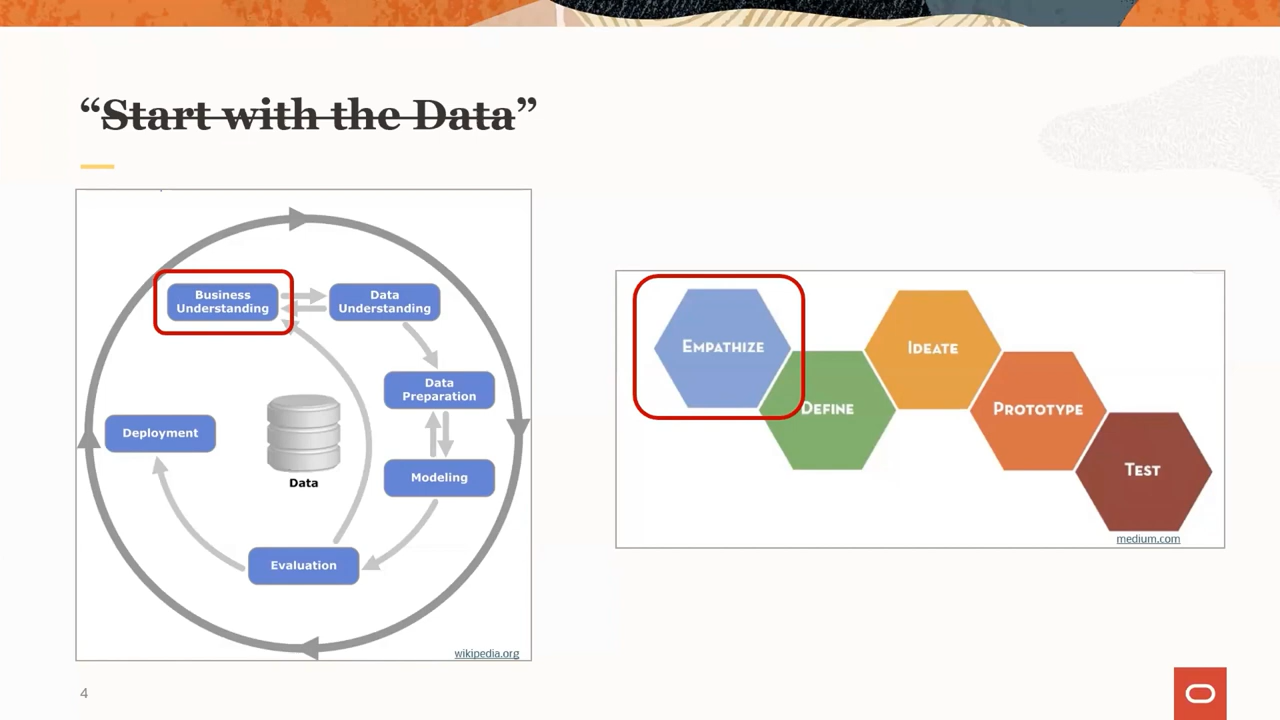 “Start with the Data”
Business
Understanding
Data
Understanding
Data
Preparation
Deployment
Data
Modeling
Evaluation
wikipedia.org
EMPATHIZE
DEFINE
IDEATE
PROTOTYPE
TEST
medium.com
4